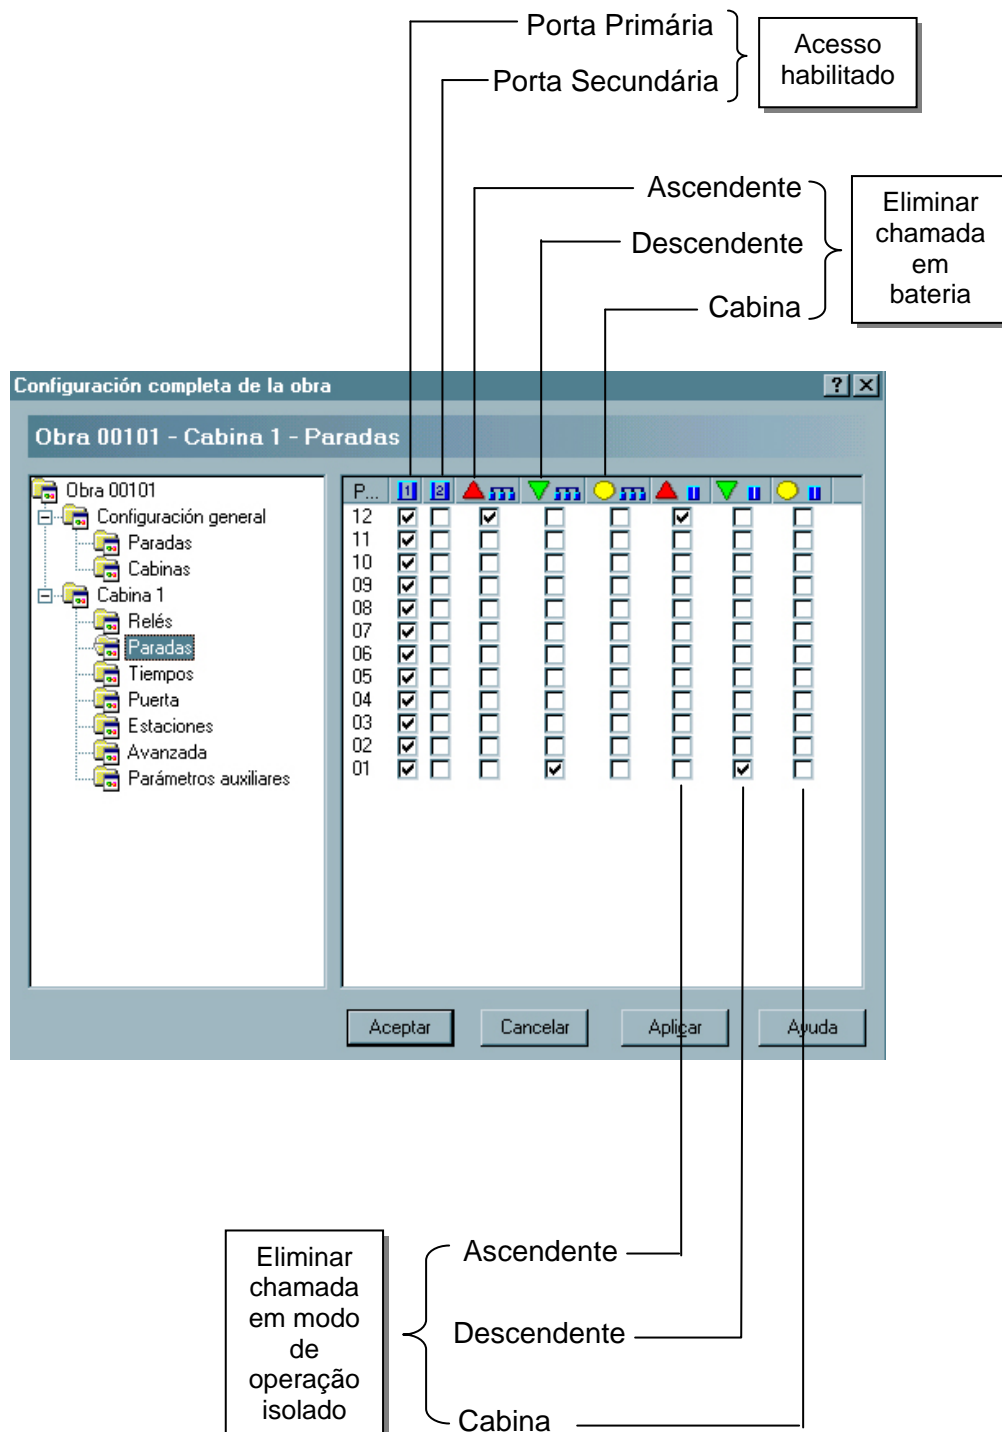 Porta Primária
Porta Secundária
Acesso
habilitado
Ascendente
Descendente
Cabina
Eliminar
chamada
em
bateria
Configuración completa de la obra
Obra 00101 - Cabina 1 - Paradas
Obra 00101
Configuración general
Paradas
Cabinas
Cabina 1
Relés
Paradas
Tiempos
Puerta
Estaciones
Avanzada
Parámetros auxiliares
P... 1 2
12
11
10
09
08
07
06
05
04
03
02
01
Aceptar Cancelar Aplicar Ayuda
Eliminar
chamada
em modo
de
operação
isolado
Ascendente
Descendente
Cabina